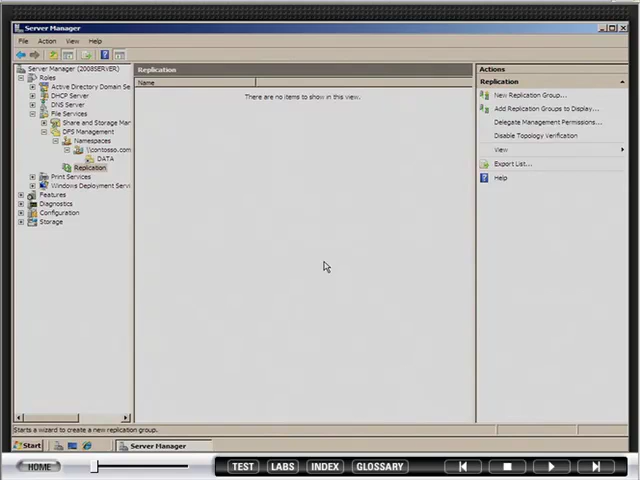 Server Manager
File Action View Help
Server Manager (2008SERVER)
Roles
Active Directory Domain Se
DHCP Server
DNS Server
File Services
Share and Storage Mar
DFS Management
Namespaces
\\contosso.com
DATA
Replication
Print Services
Windows Deployment Servi
Features
Diagnostics
Configuration
Storage
Replication
Name
There are no items to show in this view.
Actions
Replication
New Replication Group...
Add Replication Groups to Display...
Delegate Management Permissions...
Disable Topology Verification
View
Export List...
Help
Starts a wizard to create a new replication group.
Start
Server Manager
HOME TEST LABS INDEX GLOSSARY